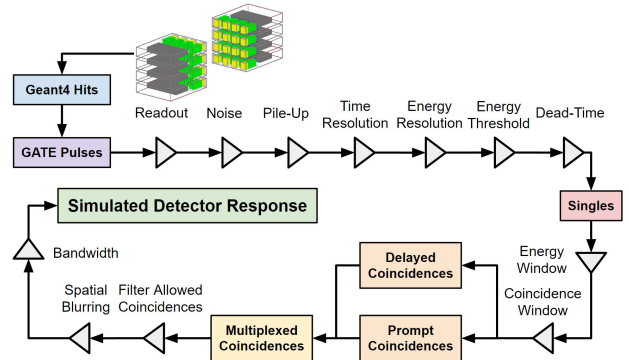 Geant4 Hits
GATE Pulses
Readout
Noise
Pile-Up
Time
Resolution
Energy
Resolution
Energy
Threshold
Dead-Time
Singles
Energy
Window
Coincidence
Window
Delayed
Coincidences
Prompt
Coincidences
Multiplexed
Coincidences
Filter Allowed
Coincidences
Spatial
Blurring
Bandwidth
Simulated Detector Response